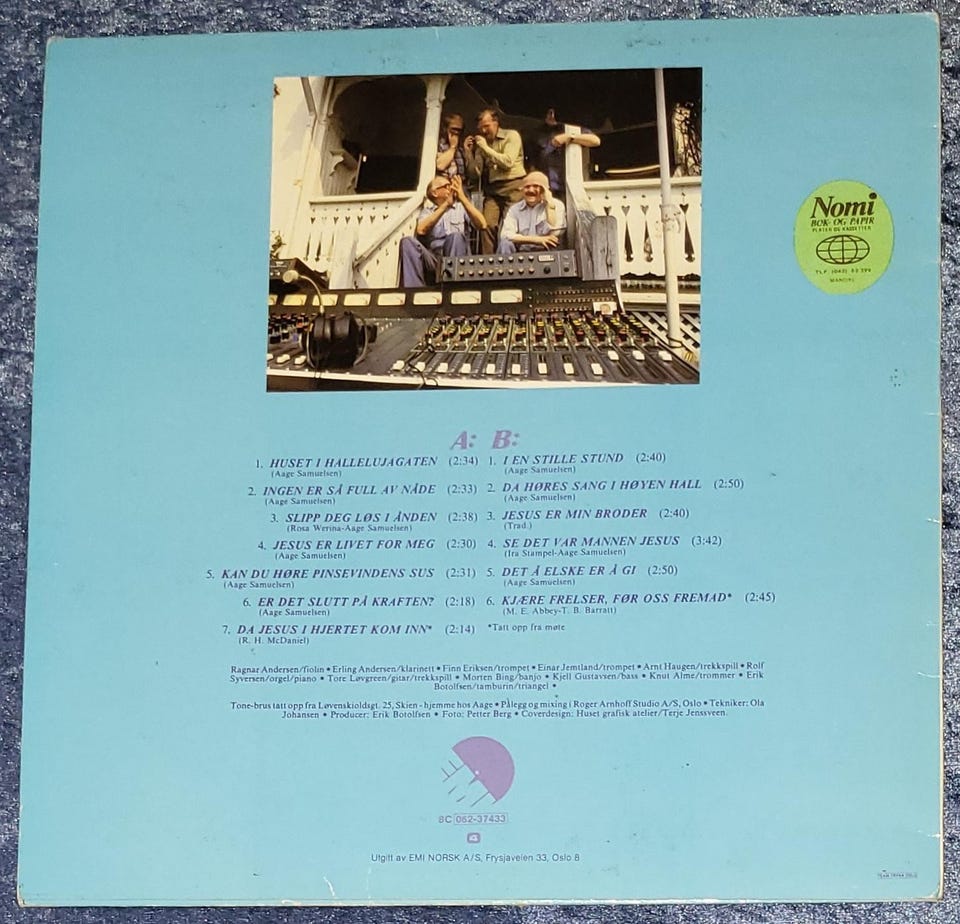 Nomi
BOK- OG PAPIR
PLATER OG KASSETTER
TLF. (043) 63 399
MANDAL
A: B:
1. HUSET I HALLELUJAGATEN (2:34)
(Aage Samuelsen)
2. INGEN ER SÅ FULL AV NÅDE (2:33)
(Aage Samuelsen)
3. SLIPP DEG LØS I ÅNDEN (2:38)
(Rosa Werina-Aage Samuelsen)
4. JESUS ER LIVET FOR MEG (2:30)
(Aage Samuelsen)
5. KAN DU HØRE PINSEVINDENS SUS (2:31)
(Aage Samuelsen)
6. ER DET SLUTT PÅ KRAFTEN? (2:18)
(Aage Samuelsen)
7. DA JESUS I HJERTET KOM INN* (2:14)
(R. H. McDaniel)
1. I EN STILLE STUND (2:40)
(Aage Samuelsen)
2. DA HØRES SANG I HØYEN HALL (2:50)
(Aage Samuelsen)
3. JESUS ER MIN BRODER (2:40)
(Trad.)
4. SE DET VAR MANNEN JESUS (3:42)
(Ira Stampel-Aage Samuelsen)
5. DET Å ELSKE ER Å GI (2:50)
(Aage Samuelsen)
6. KJÆRE FRELSER, FØR OSS FREMAD* (2:45)
(M. E. Abbey-T. B. Barratt)
*Tatt opp fra møte
Ragnar Andersen/fiolin • Erling Andersen/klarinett • Finn Eriksen/trompet • Einar Jemtland/trompet • Arnt Haugen/trekkspill • Rolf
Syversen/orgel/piano • Tore Løvgreen/gitar/trekkspill • Morten Bing/banjo • Kjell Gustavsen/bass • Knut Alme/trommer • Erik
Botolfsen/tamburin/triangel •
Tone-brus tatt opp fra Løvenskioldsgt. 25, Skien - hjemme hos Aage • Pålegg og mixing i Roger Arnhoff Studio A/S, Oslo • Tekniker: Ola
Johansen • Producer: Erik Botolfsen • Foto: Petter Berg • Coverdesign: Huset grafisk atelier/Terje Jenssveen.
8C 062-37433
4
Utgitt av EMI NORSK A/S, Frysjaveien 33, Oslo 8